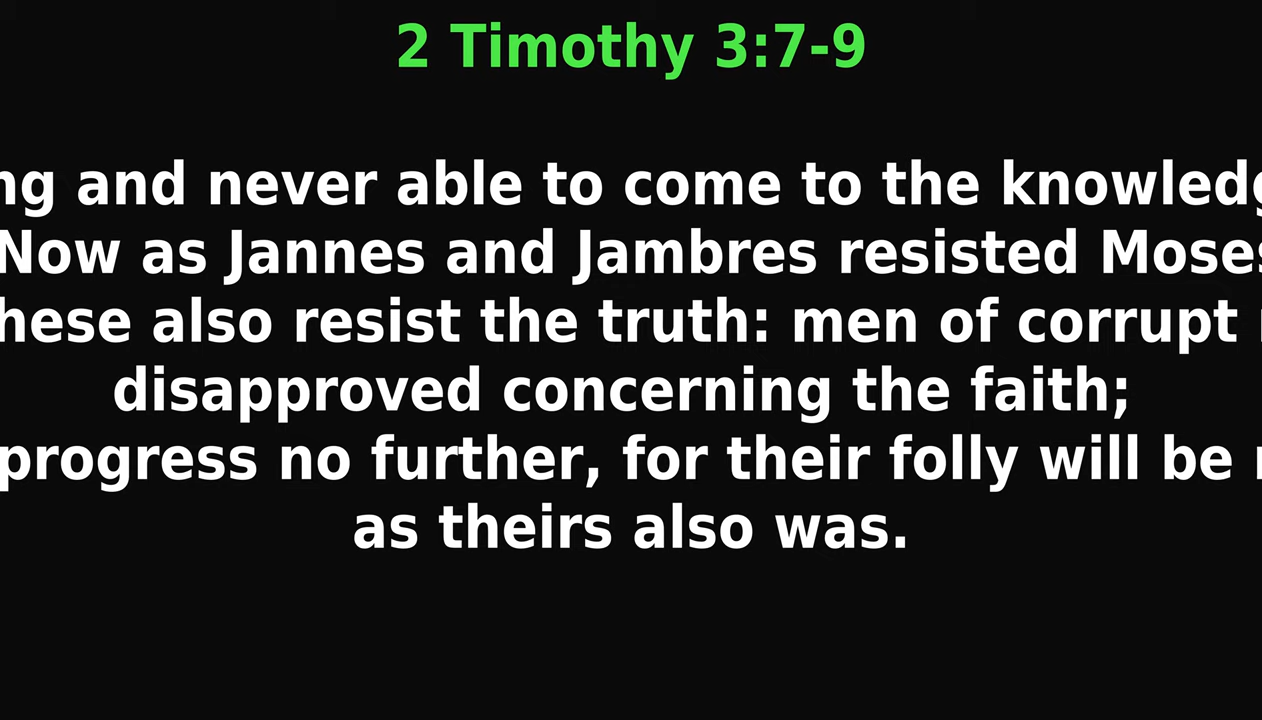 2 Timothy 3:7-9
ng and never able to come to the knowledg
Now as Jannes and Jambres resisted Moses
hese also resist the truth: men of corrupt
disapproved concerning the faith;
progress no further, for their folly will be
as theirs also was.